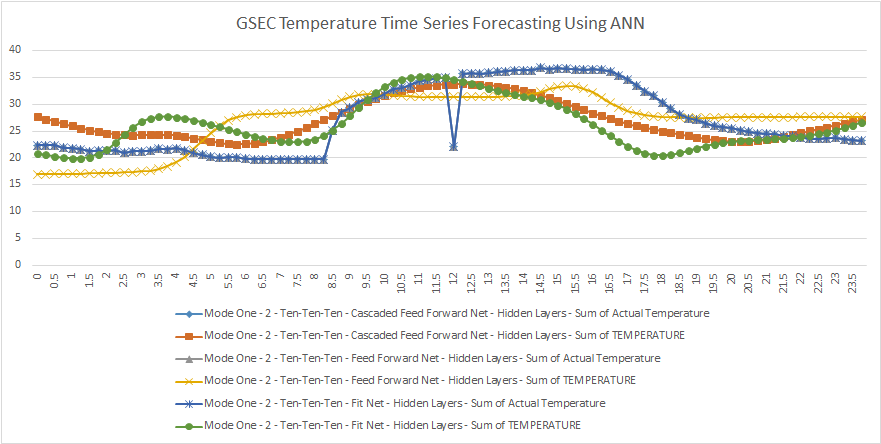 GSEC Temperature Time Series Forecasting Using ANN
40
35
30
25
20
15
10
5
0
0 0.5 1 1.5 2 2.5 3 3.5 4 4.5 5 5.5 6 6.5 7 7.5 8 8.5 9 9.5 10 10.5 11 11.5 12 12.5 13 13.5 14 14.5 15 15.5 16 16.5 17 17.5 18 18.5 19 19.5 20 20.5 21 21.5 22 22.5 23 23.5
Mode One - 2 - Ten-Ten-Ten - Cascaded Feed Forward Net - Hidden Layers - Sum of Actual Temperature
Mode One - 2 - Ten-Ten-Ten - Cascaded Feed Forward Net - Hidden Layers - Sum of TEMPERATURE
Mode One - 2 - Ten-Ten-Ten - Feed Forward Net - Hidden Layers - Sum of Actual Temperature
Mode One - 2 - Ten-Ten-Ten - Feed Forward Net - Hidden Layers - Sum of TEMPERATURE
Mode One - 2 - Ten-Ten-Ten - Fit Net - Hidden Layers - Sum of Actual Temperature
Mode One - 2 - Ten-Ten-Ten - Fit Net - Hidden Layers - Sum of TEMPERATURE